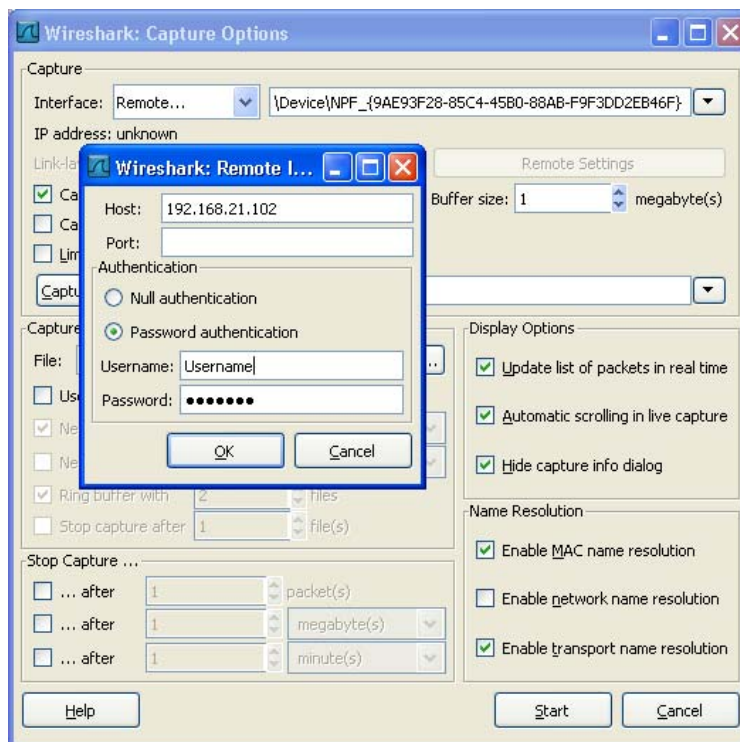 Wireshark: Capture Options
Capture
Interface: Remote... \Device\NPF_{9AE93F28-85C4-45B0-88AB-F9F3DD2EB46F}
IP address: unknown
Remote Settings
Buffer size: 1 megabyte(s)
Wireshark: Remote I...
Host: 192.168.21.102
Port:
Authentication
Null authentication
Password authentication
Username: Username
Password: ●●●●●●●
OK Cancel
Capture
File:
Display Options
Update list of packets in real time
Automatic scrolling in live capture
Hide capture info dialog
Ring buffer with 2 files
Stop capture after 1 file(s)
Name Resolution
Enable MAC name resolution
Enable network name resolution
Enable transport name resolution
Stop Capture ...
... after 1 packet(s)
... after 1 megabyte(s)
... after 1 minute(s)
Help Start Cancel